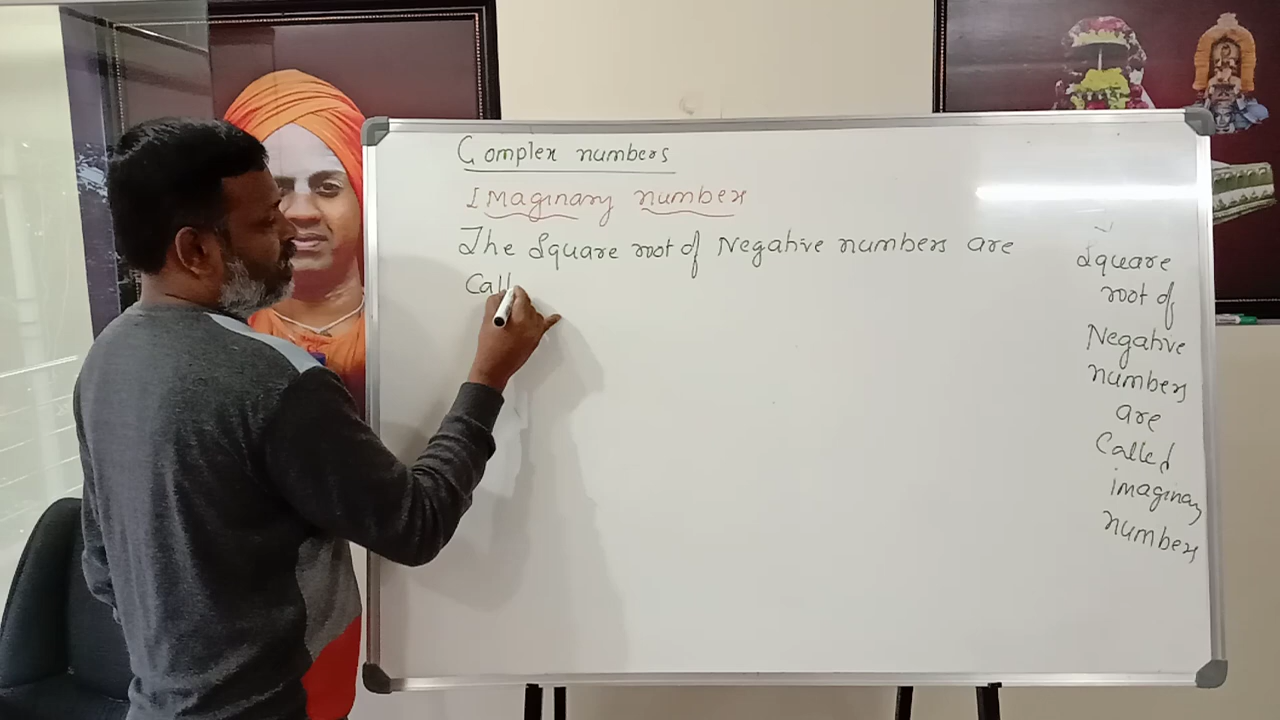 Complex numbers
Imaginary number
The Square root of Negative numbers are
Call
Square
root of
Negative
numbers
are
Called
imaginary
numbers